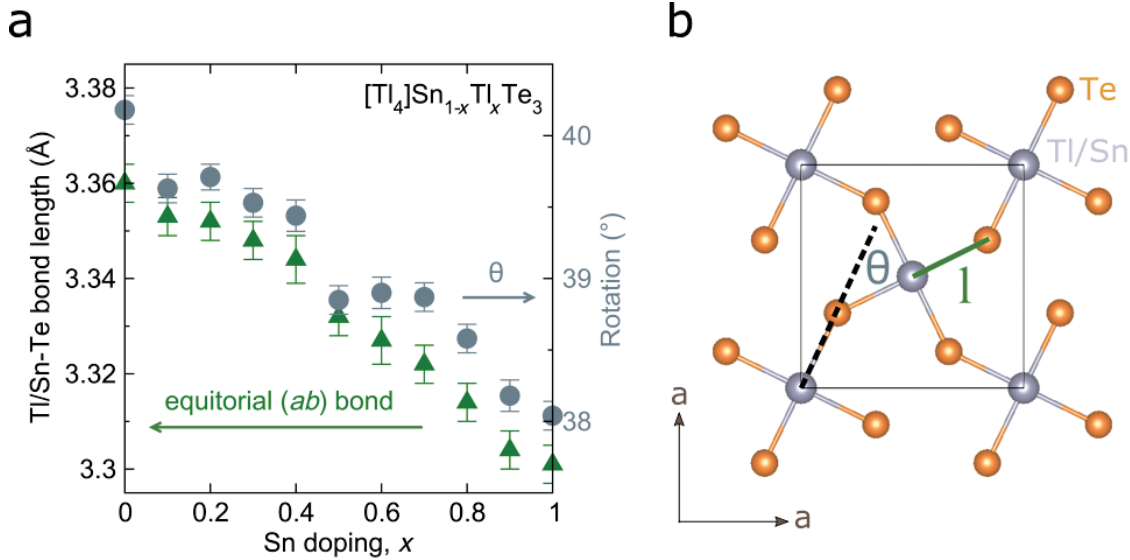 a
[Tl4]Sn1-xTlxTe3
Tl/Sn-Te bond length (Å)
3.38
3.36
3.34
3.32
3.3
40
39
38
Rotation (°)
θ
equitorial (ab) bond
0
0.2
0.4
0.6
0.8
1
Sn doping, x
b
Te
Tl/Sn
θ
l
a
a